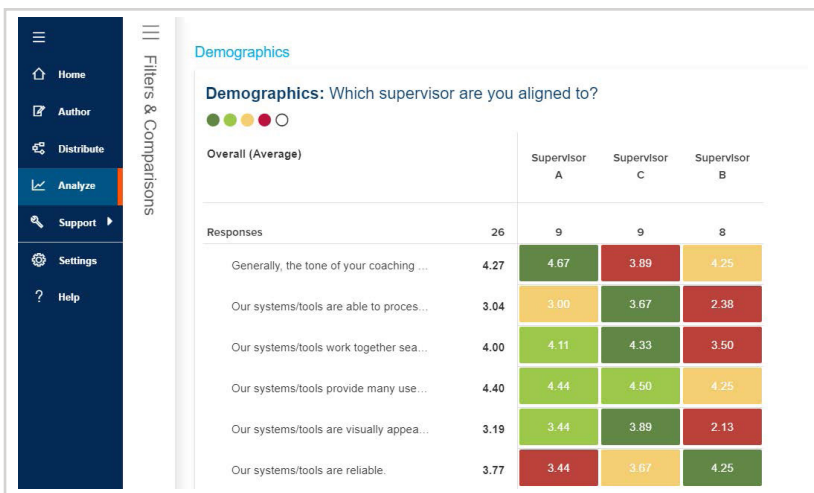 Home
Author
Distribute
Analyze
Support
Settings
? Help
Filters & Comparisons
Demographics
Demographics: Which supervisor are you aligned to?
Overall (Average) Supervisor A Supervisor C Supervisor B
Responses 26 9 9 8
Generally, the tone of your coaching ... 4.27 4.67 3.89 4.25
Our systems/tools are able to proces... 3.04 3.00 3.67 2.38
Our systems/tools work together sea... 4.00 4.11 4.33 3.50
Our systems/tools provide many use... 4.40 4.44 4.50 4.25
Our systems/tools are visually appea... 3.19 3.44 3.89 2.13
Our systems/tools are reliable. 3.77 3.44 3.67 4.25